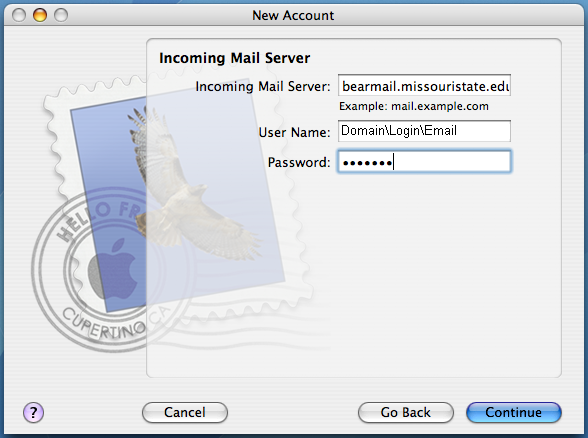 New Account
Incoming Mail Server
Incoming Mail Server: bearmail.missouristate.edu
Example: mail.example.com
User Name: Domain\Login\Email
Password: •••••••
HELLO FR
CUPERTINO CA
? Cancel Go Back Continue